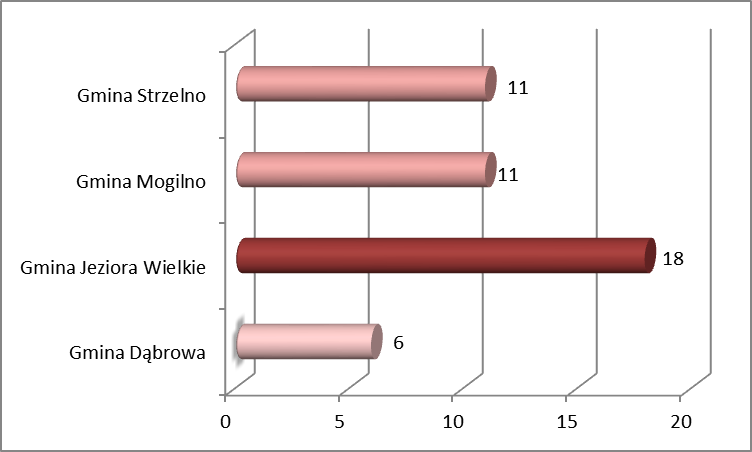 Gmina Strzelno 11
Gmina Mogilno 11
Gmina Jeziora Wielkie 18
Gmina Dąbrowa 6
0 5 10 15 20